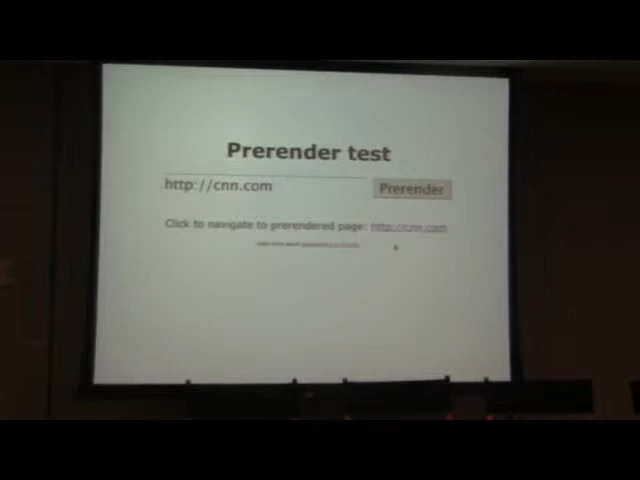 Prerender test
http://cnn.com
Prerender
Click to navigate to prerendered page: http://cnn.com